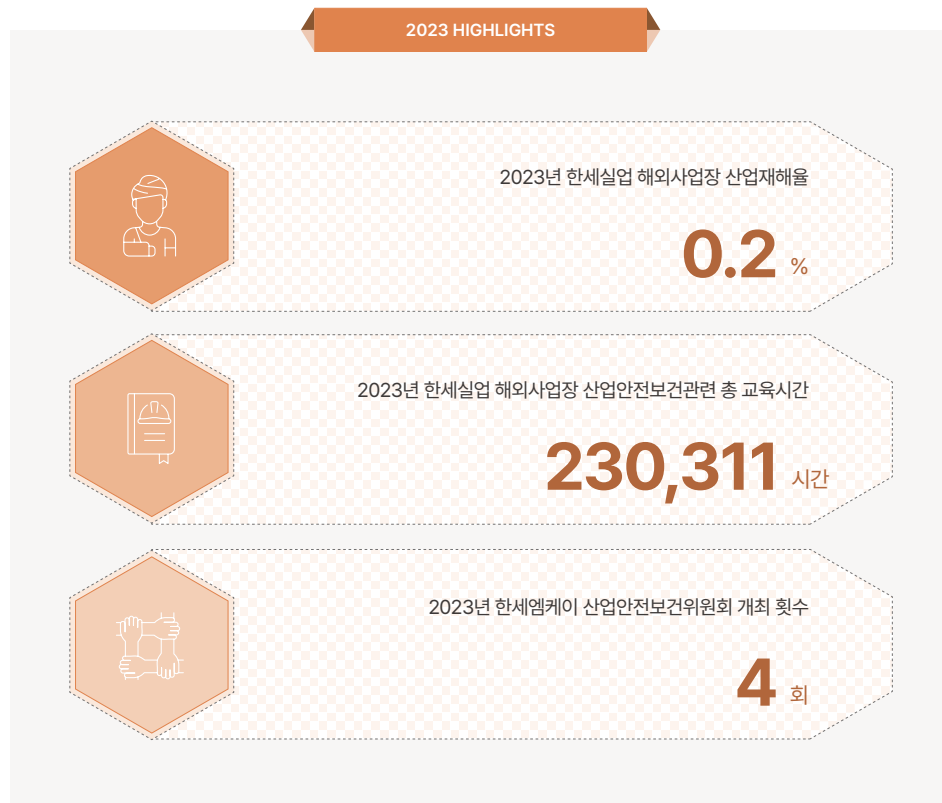 2023 HIGHLIGHTS
2023년 한세실업 해외사업장 산업재해율
0.2 %
2023년 한세실업 해외사업장 산업안전보건관련 총 교육시간
230,311 시간
2023년 한세엠케이 산업안전보건위원회 개최 횟수
4 회